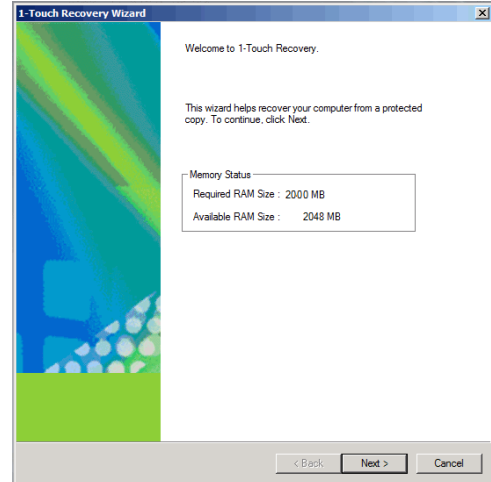 1-Touch Recovery Wizard
Welcome to 1-Touch Recovery.
This wizard helps recover your computer from a protected
copy. To continue, click Next.
Memory Status
Required RAM Size : 2000 MB
Available RAM Size : 2048 MB
< Back Next > Cancel